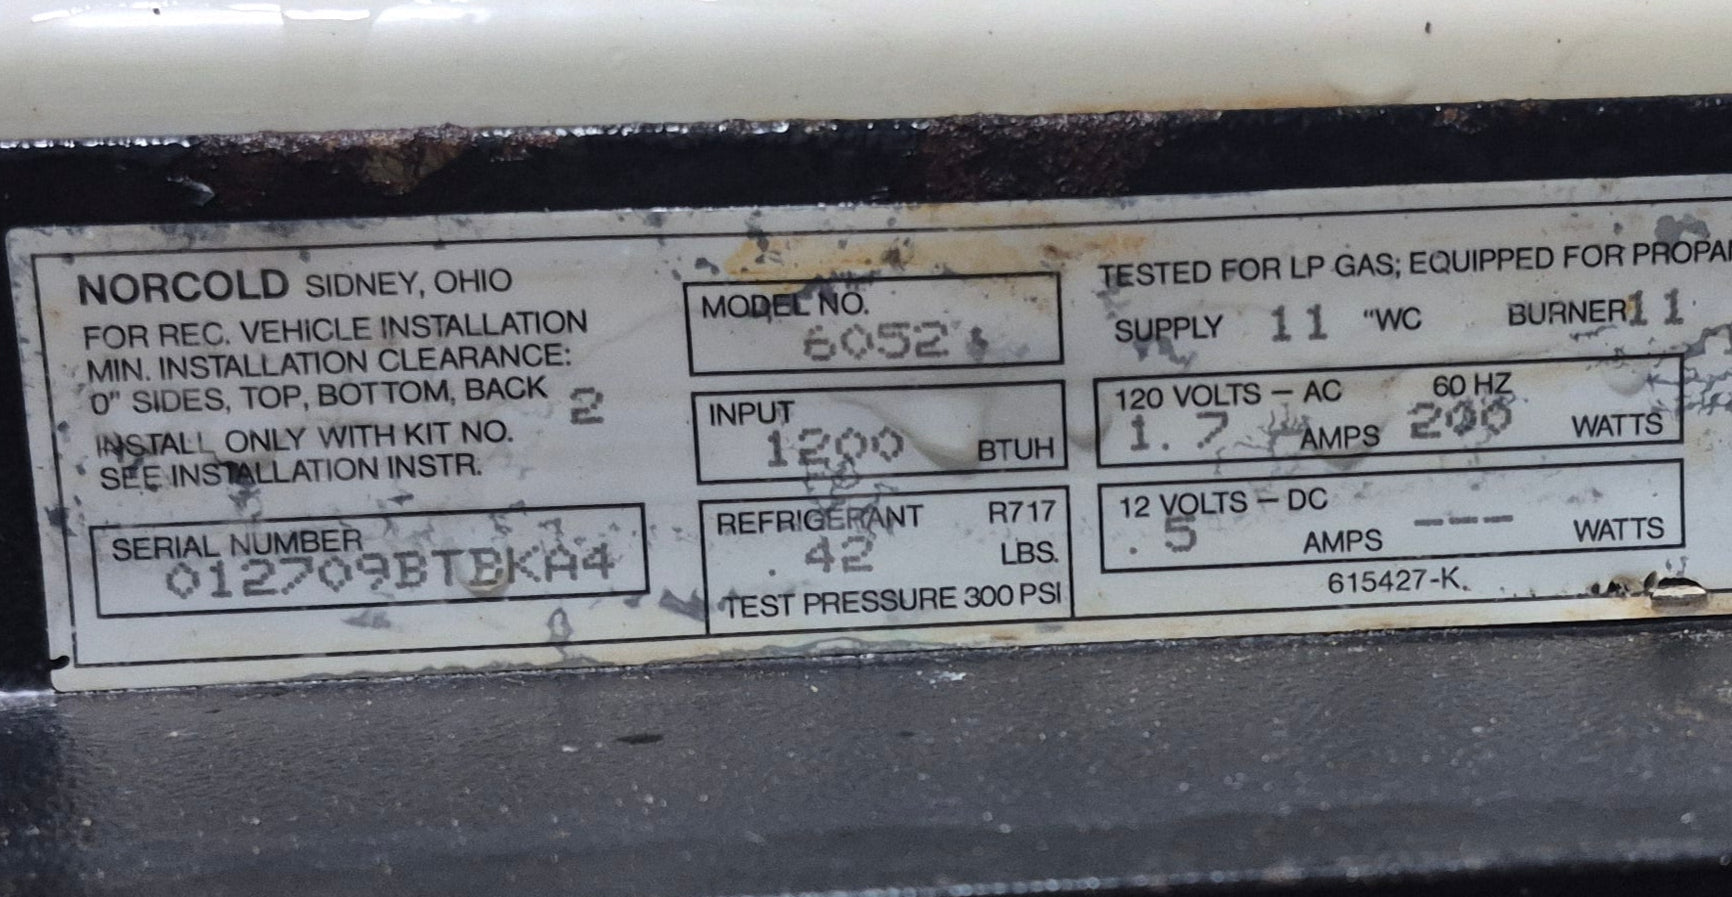 NORCOLD SIDNEY, OHIO
FOR REC. VEHICLE INSTALLATION
MIN. INSTALLATION CLEARANCE:
0" SIDES, TOP, BOTTOM, BACK
2
INSTALL ONLY WITH KIT NO.
SEE INSTALLATION INSTR.
SERIAL NUMBER
012709BTBKA4
MODEL NO.
6052
INPUT
1200 BTUH
REFRIGERANT R717
.42 LBS.
TEST PRESSURE 300 PSI
TESTED FOR LP GAS; EQUIPPED FOR PROPA
SUPPLY 11 "WC BURNER 11
120 VOLTS – AC 60 HZ
1.7 AMPS 200 WATTS
12 VOLTS – DC
.5 AMPS --- WATTS
615427-K.